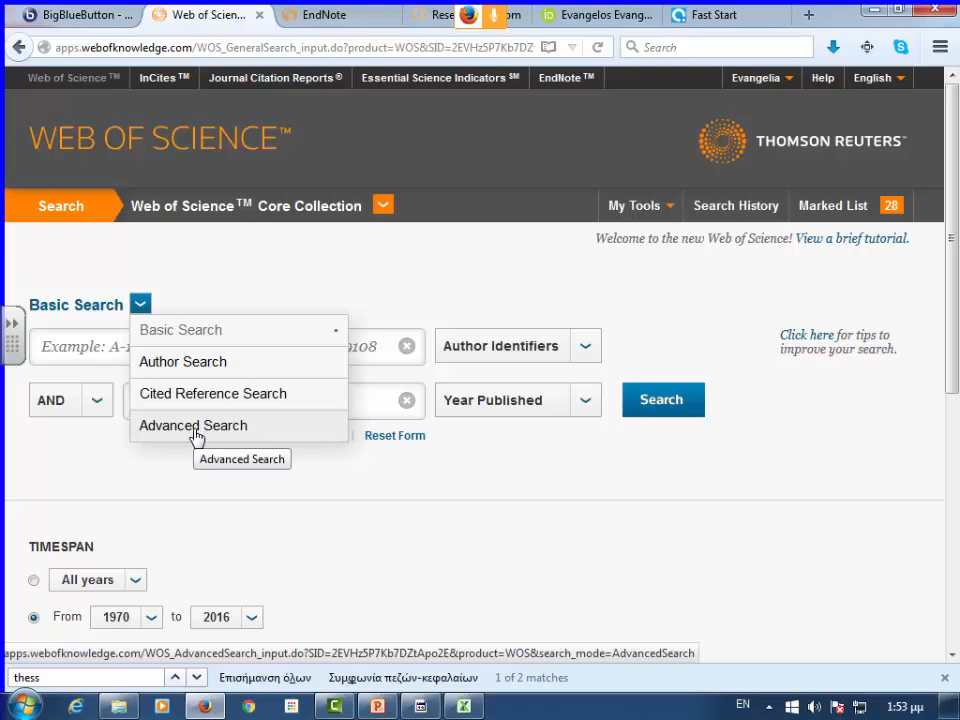 BigBlueButton - ...
Web of Scien...
EndNote
Rese
om
Evangelos Evang...
Fast Start
apps.webofknowledge.com/WOS_GeneralSearch_input.do?product=WOS&SID=2EVHz5P7Kb7DZ
Search
Web of Science™
InCites™
Journal Citation Reports®
Essential Science Indicators℠
EndNote™
Evangelia
Help
English
WEB OF SCIENCE™
THOMSON REUTERS™
Search
Web of Science™ Core Collection
My Tools
Search History
Marked List
28
Welcome to the new Web of Science! View a brief tutorial.
Basic Search
Basic Search
Author Search
Cited Reference Search
Advanced Search
Advanced Search
Example: A-1
0108
Author Identifiers
Click here for tips to
improve your search.
AND
Year Published
Search
Reset Form
TIMESPAN
All years
From 1970 to 2016
apps.webofknowledge.com/WOS_AdvancedSearch_input.do?SID=2EVHz5P7Kb7DZtApo2E&product=WOS&search_mode=AdvancedSearch
thess
Επισήμανση όλων
Συμφωνία πεζών-κεφαλαίων
1 of 2 matches
EN
1:53 μμ